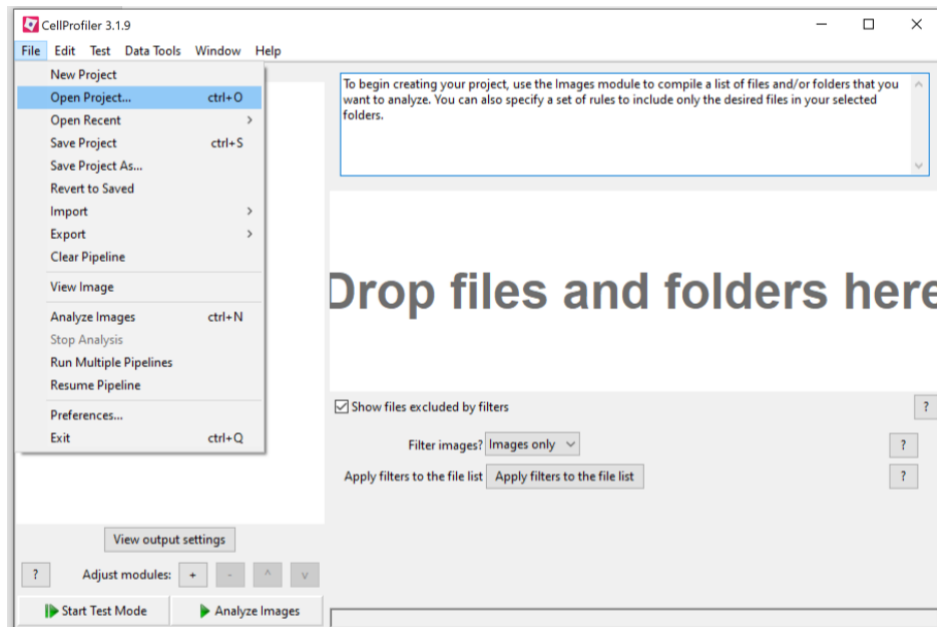 CellProfiler 3.1.9
File Edit Test Data Tools Window Help
New Project
Open Project... ctrl+O
Open Recent
Save Project ctrl+S
Save Project As...
Revert to Saved
Import
Export
Clear Pipeline
View Image
Analyze Images ctrl+N
Stop Analysis
Run Multiple Pipelines
Resume Pipeline
Preferences...
Exit ctrl+Q
To begin creating your project, use the Images module to compile a list of files and/or folders that you
want to analyze. You can also specify a set of rules to include only the desired files in your selected
folders.
Drop files and folders here
Show files excluded by filters ?
Filter images? Images only ?
Apply filters to the file list Apply filters to the file list ?
View output settings
? Adjust modules: + - ^ v
Start Test Mode Analyze Images